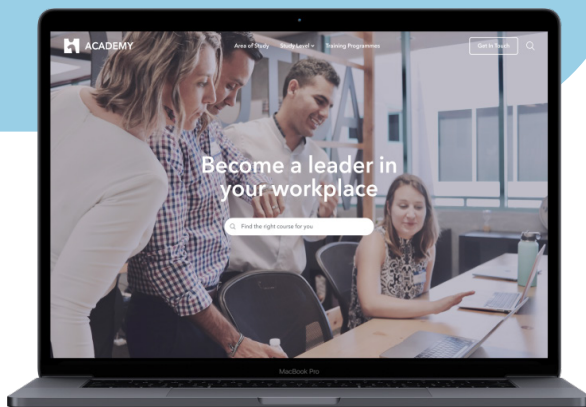 ACADEMY
Area of Study Study Level Training Programmes Get In Touch
Become a leader in
your workplace
Find the right course for you
MacBook Pro